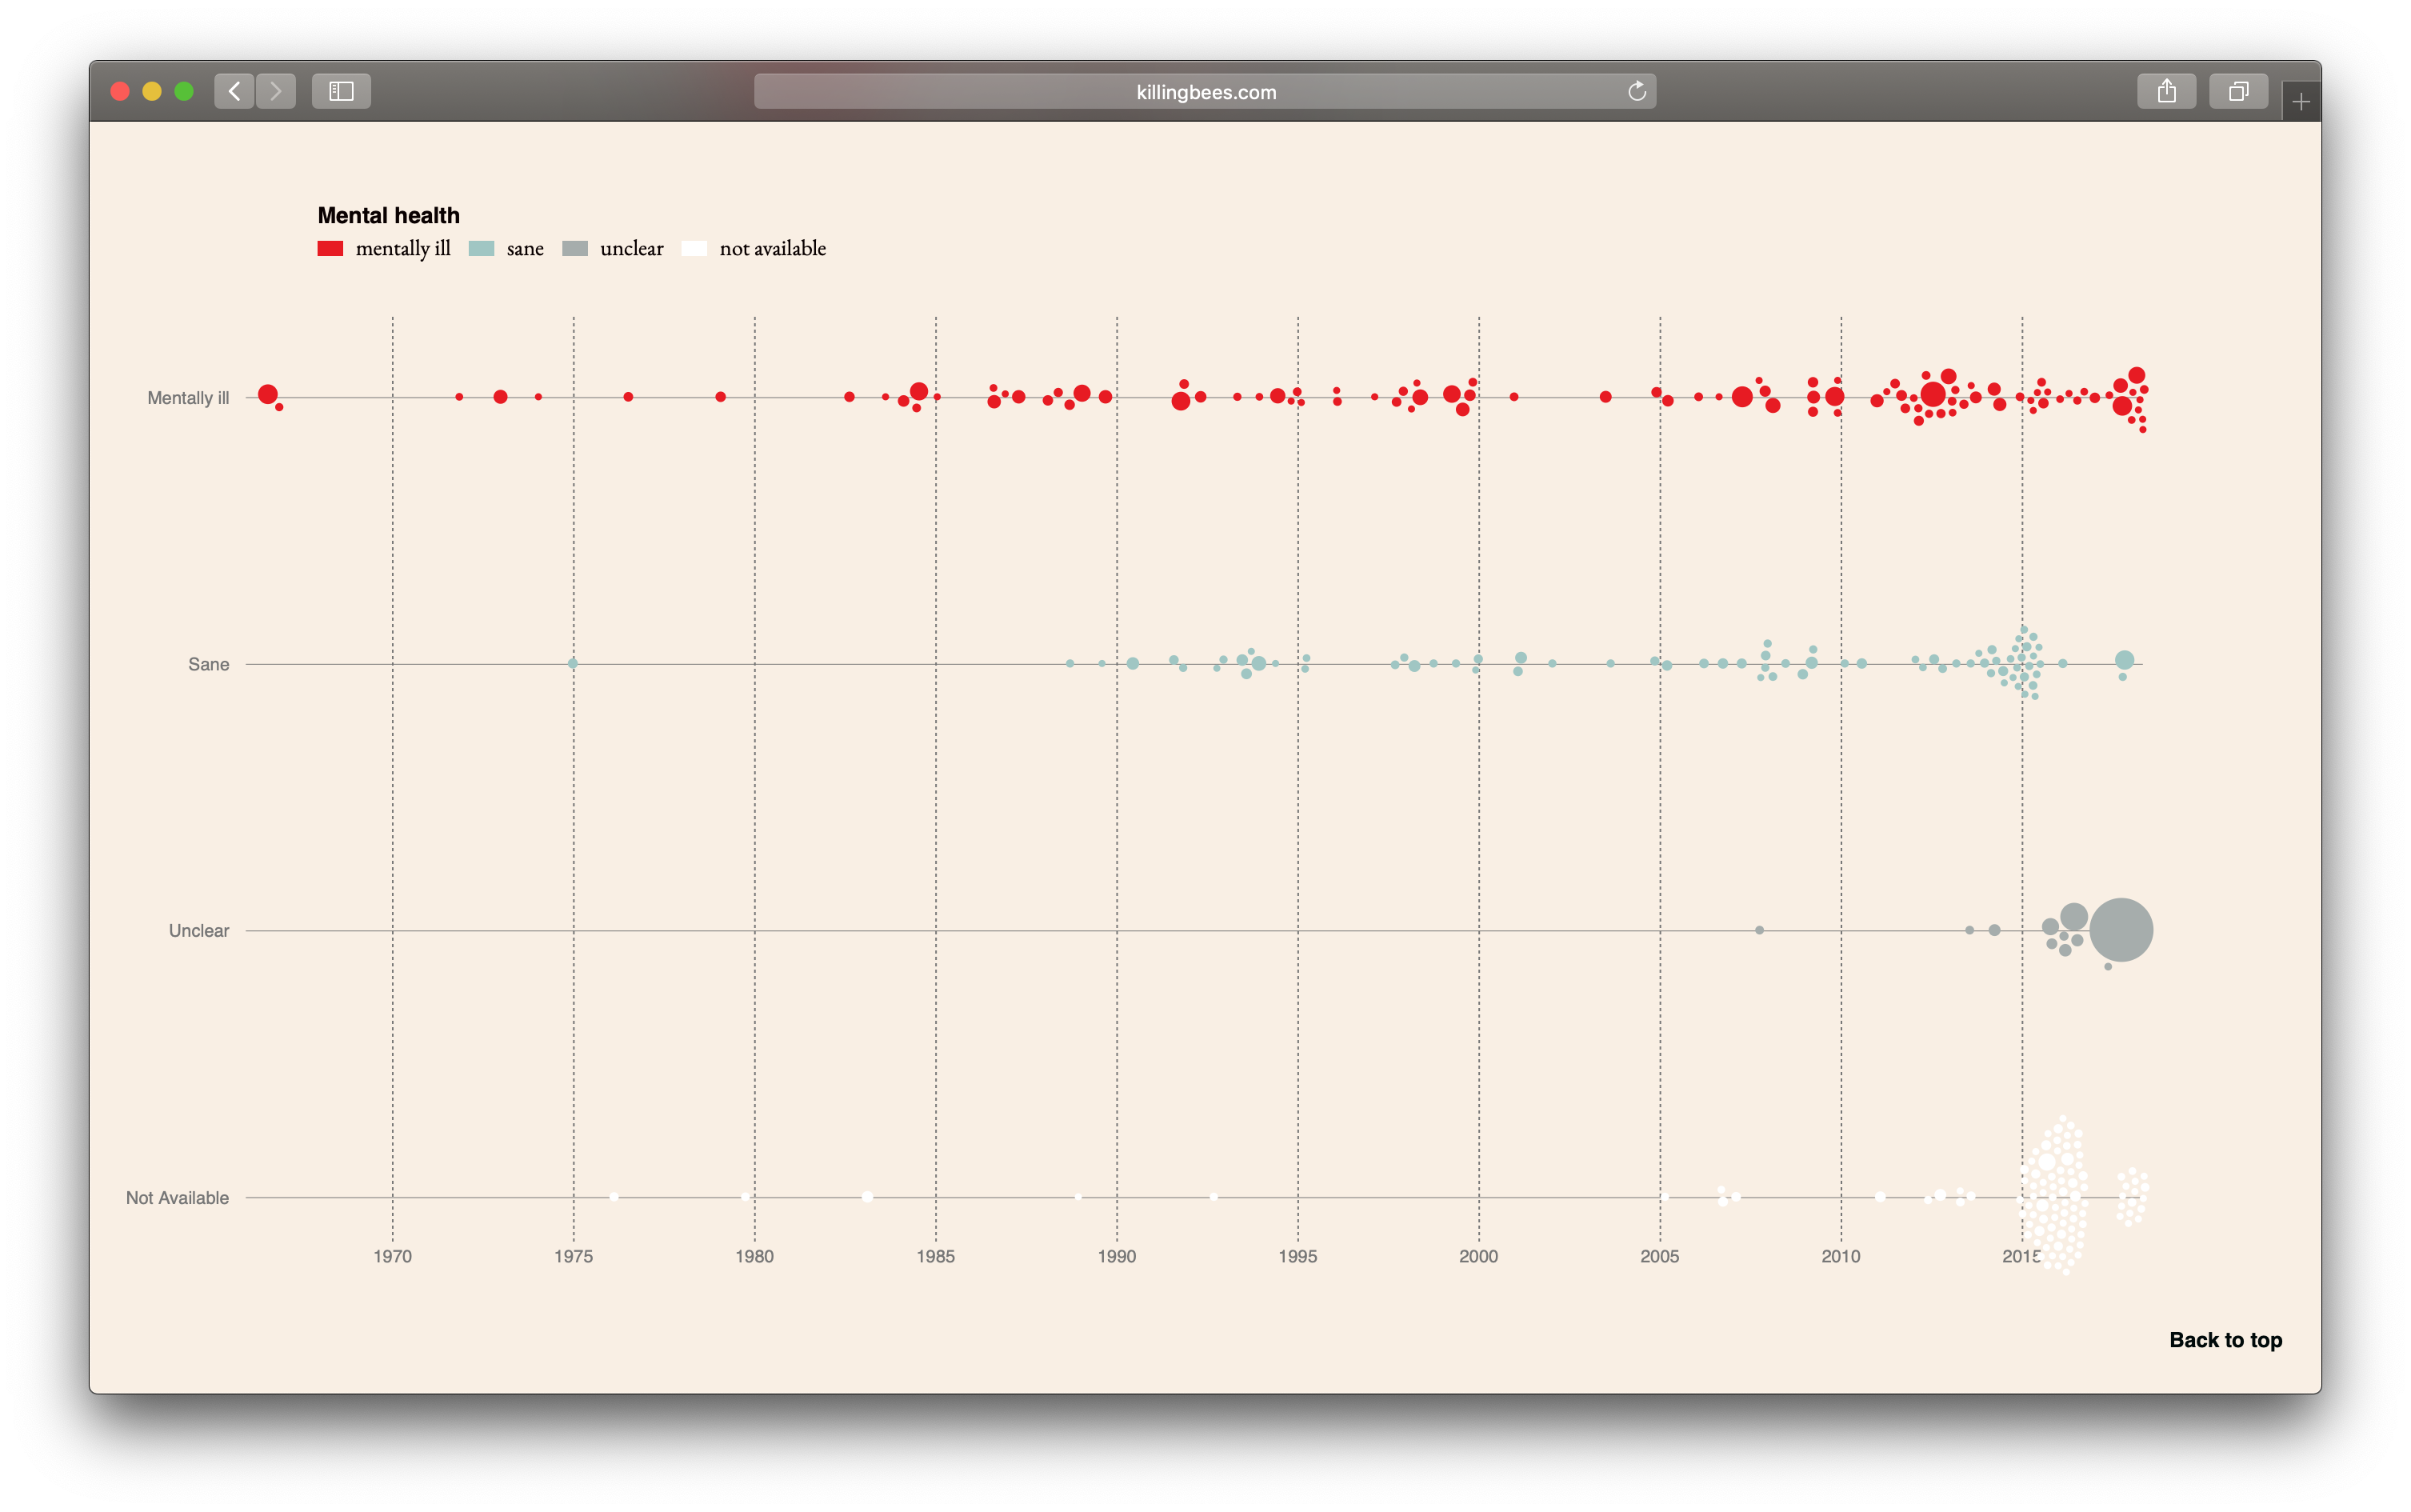 killingbees.com
Mental health
mentally ill sane unclear not available
Mentally ill
Sane
Unclear
Not Available
1970 1975 1980 1985 1990 1995 2000 2005 2010 2015
Back to top